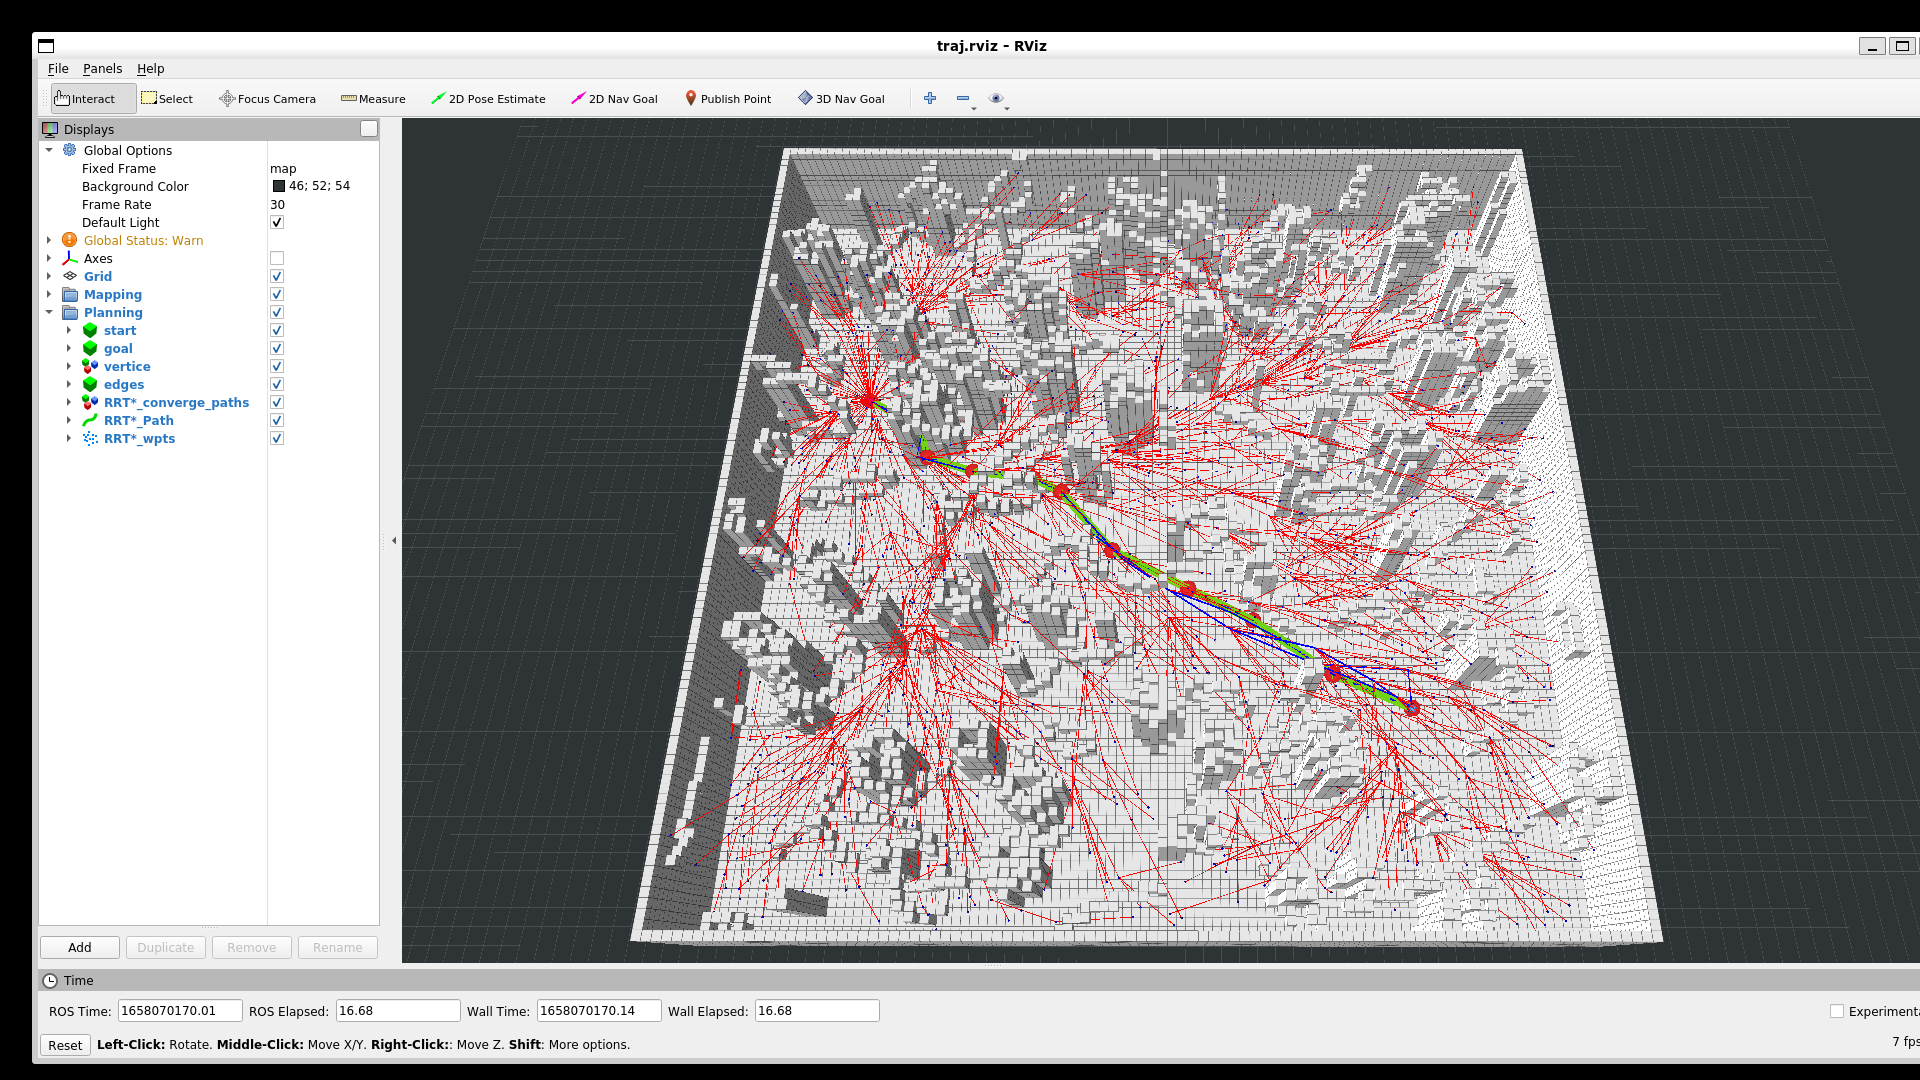 traj.rviz - RViz
File Panels Help
Interact Select Focus Camera Measure 2D Pose Estimate 2D Nav Goal Publish Point 3D Nav Goal
Displays
Global Options
Fixed Frame map
Background Color 46; 52; 54
Frame Rate 30
Default Light
Global Status: Warn
Axes
Grid
Mapping
Planning
start
goal
vertice
edges
RRT*_converge_paths
RRT*_Path
RRT*_wpts
Add Duplicate Remove Rename
Time
ROS Time: 1658070170.01 ROS Elapsed: 16.68 Wall Time: 1658070170.14 Wall Elapsed: 16.68 Experimenta
Reset Left-Click: Rotate. Middle-Click: Move X/Y. Right-Click:: Move Z. Shift: More options. 7 fps